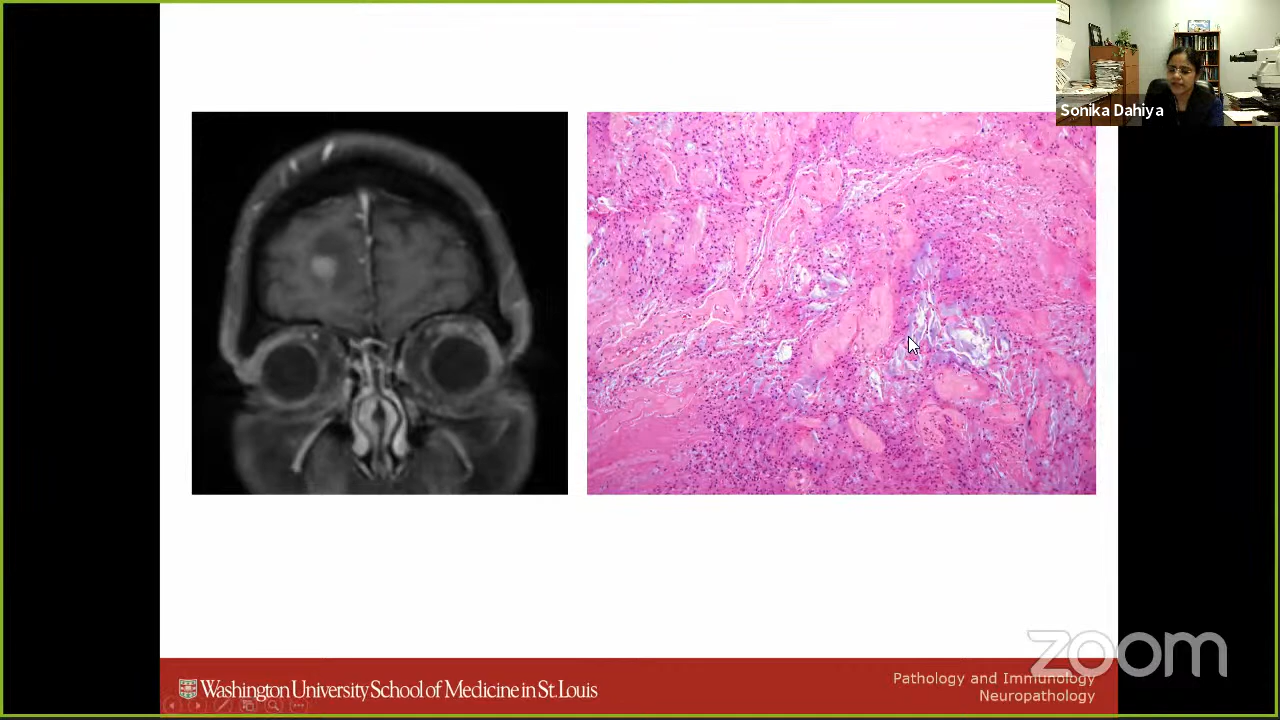 Sonika Dahiya
zoom
Washington University School of Medicine in St. Louis
Pathology and Immunology
Neuropathology